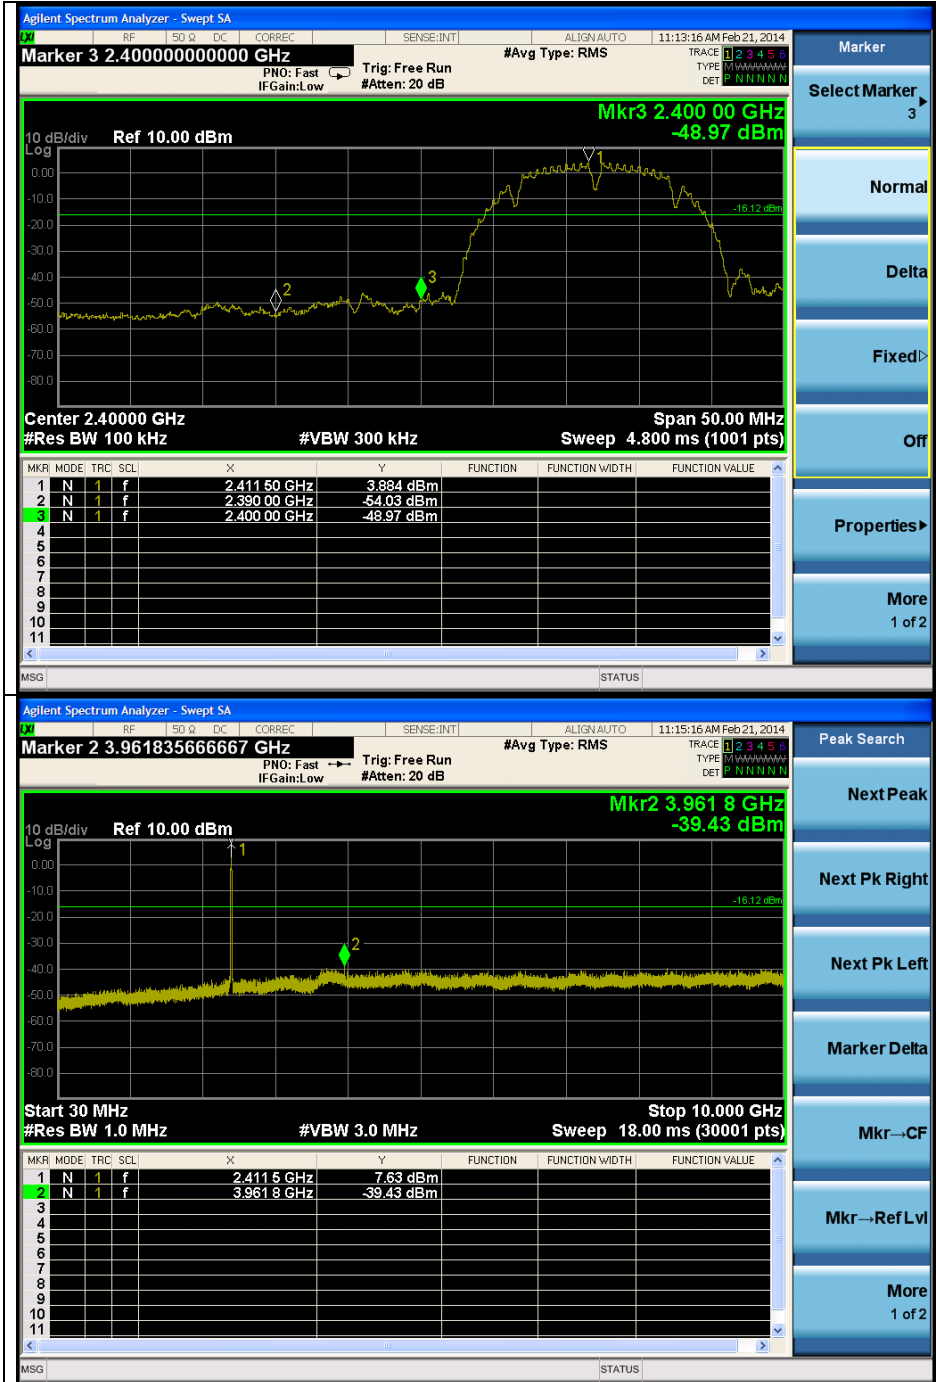 Agilent Spectrum Analyzer - Swept SA
LXI RF 50 Ω DC CORREC SENSE:INT ALIGN AUTO 11:13:16 AM Feb 21, 2014
Marker 3 2.400000000000 GHz #Avg Type: RMS TRACE 1 2 3 4 5 6
PNO: Fast Trig: Free Run TYPE M
IFGain:Low #Atten: 20 dB DET P N N N N N
Mkr3 2.400 00 GHz
-48.97 dBm
10 dB/div Ref 10.00 dBm
Log
1
0.00
-10.0
-16.12 dBm
-20.0
-30.0
-40.0
3
2
-50.0
-60.0
-70.0
-80.0
Center 2.40000 GHz Span 50.00 MHz
#Res BW 100 kHz #VBW 300 kHz Sweep 4.800 ms (1001 pts)
MKR MODE TRC SCL X Y FUNCTION FUNCTION WIDTH FUNCTION VALUE
1 N 1 f 2.411 50 GHz 3.884 dBm
2 N 1 f 2.390 00 GHz -54.03 dBm
3 N 1 f 2.400 00 GHz -48.97 dBm
4
5
6
7
8
9
10
11
MSG STATUS
Marker
Select Marker
3
Normal
Delta
Fixed
Off
Properties
More
1 of 2
Agilent Spectrum Analyzer - Swept SA
LXI RF 50 Ω DC CORREC SENSE:INT ALIGN AUTO 11:15:16 AM Feb 21, 2014
Marker 2 3.961835666667 GHz #Avg Type: RMS TRACE 1 2 3 4 5 6
PNO: Fast Trig: Free Run TYPE M
IFGain:Low #Atten: 20 dB DET P N N N N N
Mkr2 3.961 8 GHz
-39.43 dBm
10 dB/div Ref 10.00 dBm
Log
1
0.00
-10.0
-16.12 dBm
-20.0
-30.0
2
-40.0
-50.0
-60.0
-70.0
-80.0
Start 30 MHz Stop 10.000 GHz
#Res BW 1.0 MHz #VBW 3.0 MHz Sweep 18.00 ms (30001 pts)
MKR MODE TRC SCL X Y FUNCTION FUNCTION WIDTH FUNCTION VALUE
1 N 1 f 2.411 5 GHz 7.63 dBm
2 N 1 f 3.961 8 GHz -39.43 dBm
3
4
5
6
7
8
9
10
11
MSG STATUS
Peak Search
Next Peak
Next Pk Right
Next Pk Left
Marker Delta
Mkr→CF
Mkr→Ref Lvl
More
1 of 2